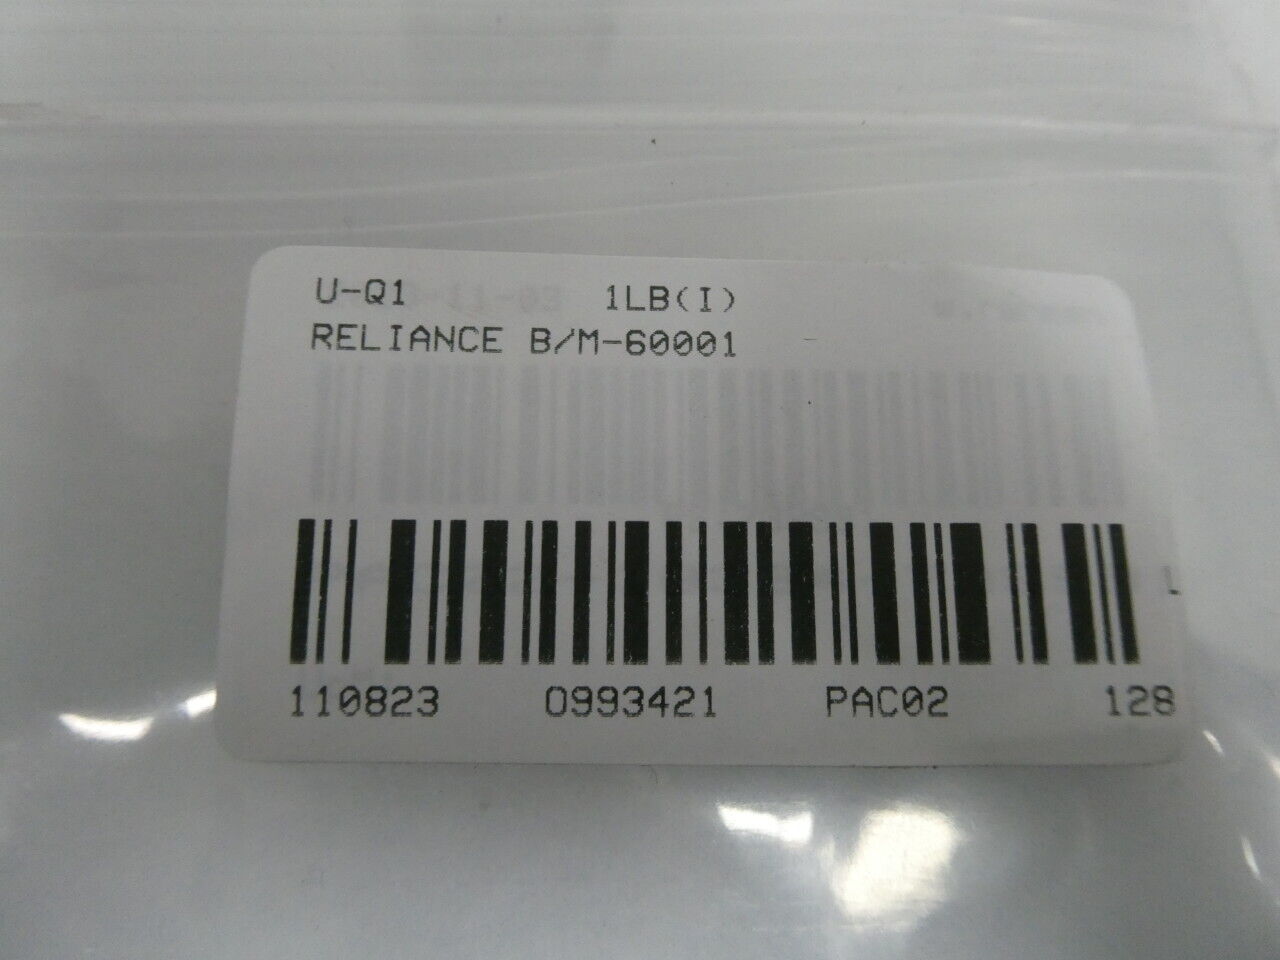 U-Q1 1LB(I)
RELIANCE B/M-60001
L
110823 0993421 PAC02 128